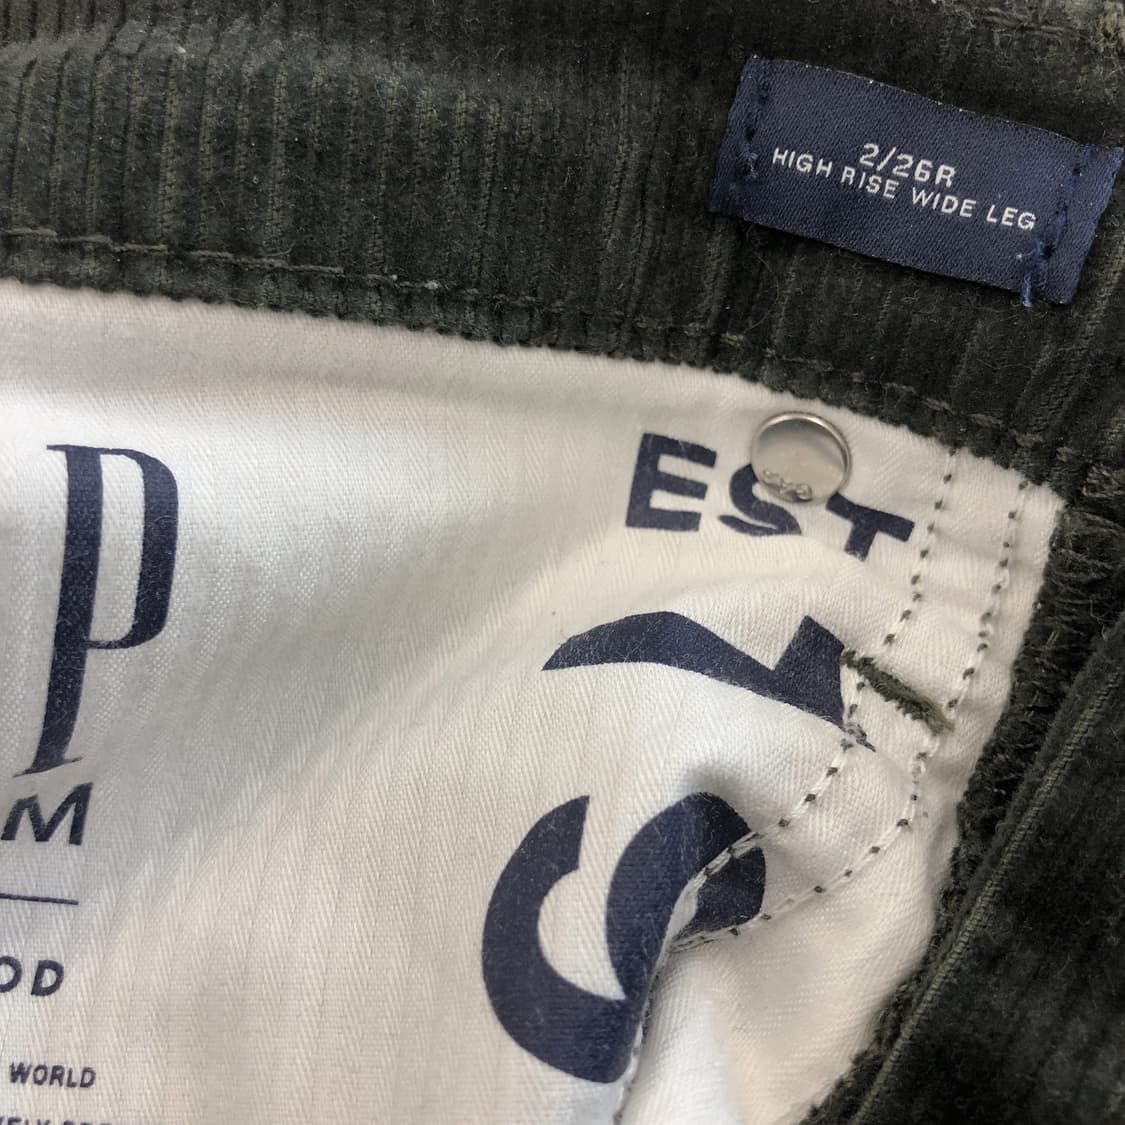 2/26R
HIGH RISE WIDE LEG
EST
P
M
OD
WORLD